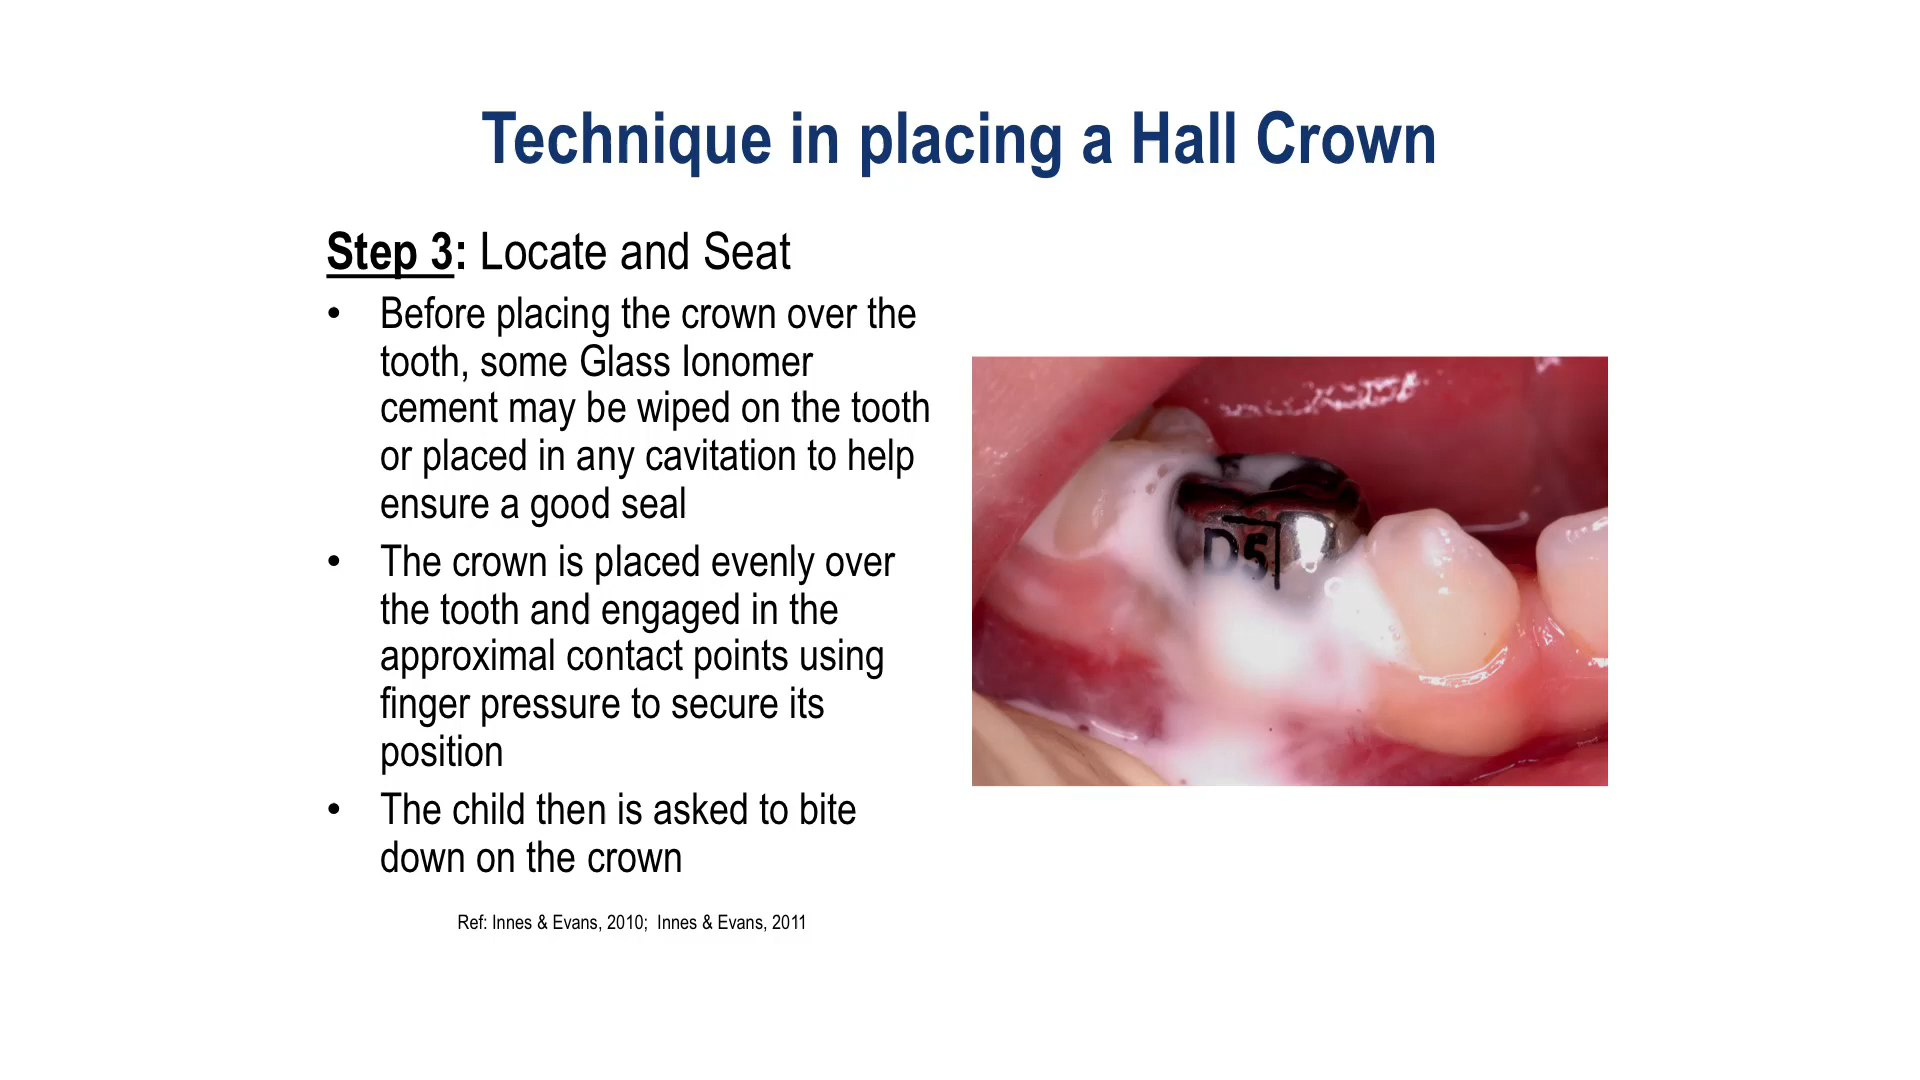 Technique in placing a Hall Crown
Step 3: Locate and Seat
• Before placing the crown over the
tooth, some Glass Ionomer
cement may be wiped on the tooth
or placed in any cavitation to help
ensure a good seal
• The crown is placed evenly over
the tooth and engaged in the
approximal contact points using
finger pressure to secure its
position
• The child then is asked to bite
down on the crown
Ref: Innes & Evans, 2010; Innes & Evans, 2011
D5